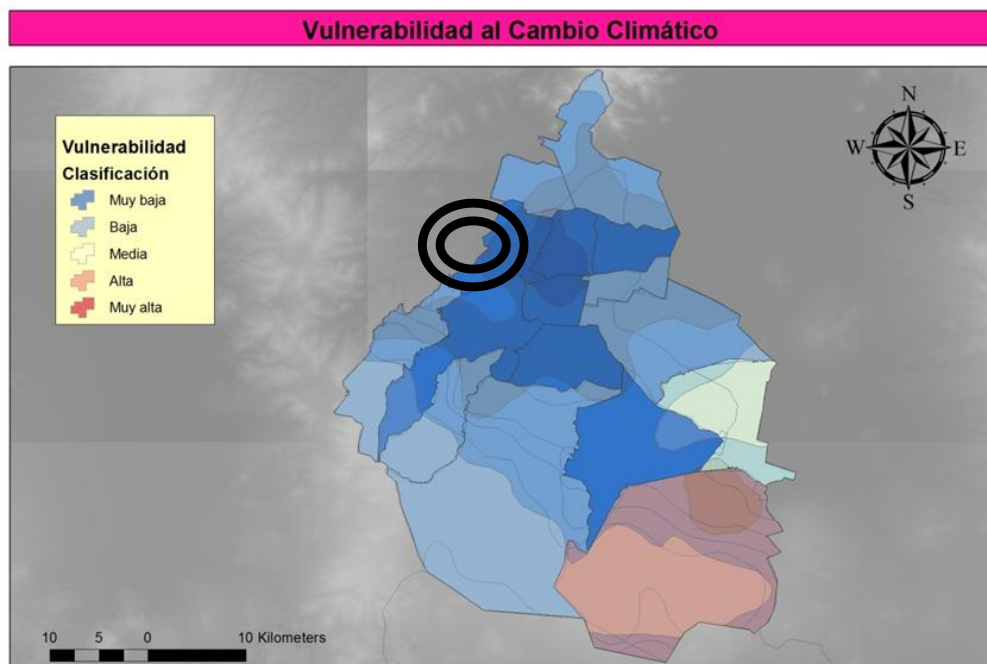 Vulnerabilidad al Cambio Climático
N
W
E
S
Vulnerabilidad
Clasificación
Muy baja
Baja
Media
Alta
Muy alta
10 5 0 10 Kilometers